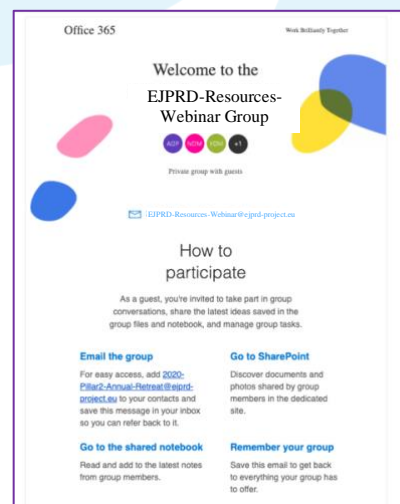 Office 365
Work Brilliantly Together
Welcome to the
EJPRD-Resources-
Webinar Group
AOP NDM YDM +1
Private group with guests
EJPRD-Resources-Webinar@ejprd-project.eu
How to
participate
As a guest, you're invited to take part in group
conversations, share the latest ideas saved in the
group files and notebook, and manage group tasks.
Email the group
For easy access, add 2020-
Pillar2-Annual-Retreat@ejprd-
project.eu to your contacts and
save this message in your inbox
so you can refer back to it.
Go to SharePoint
Discover documents and
photos shared by group
members in the dedicated
site.
Go to the shared notebook
Read and add to the latest notes
from group members.
Remember your group
Save this email to get back
to everything your group has
to offer.